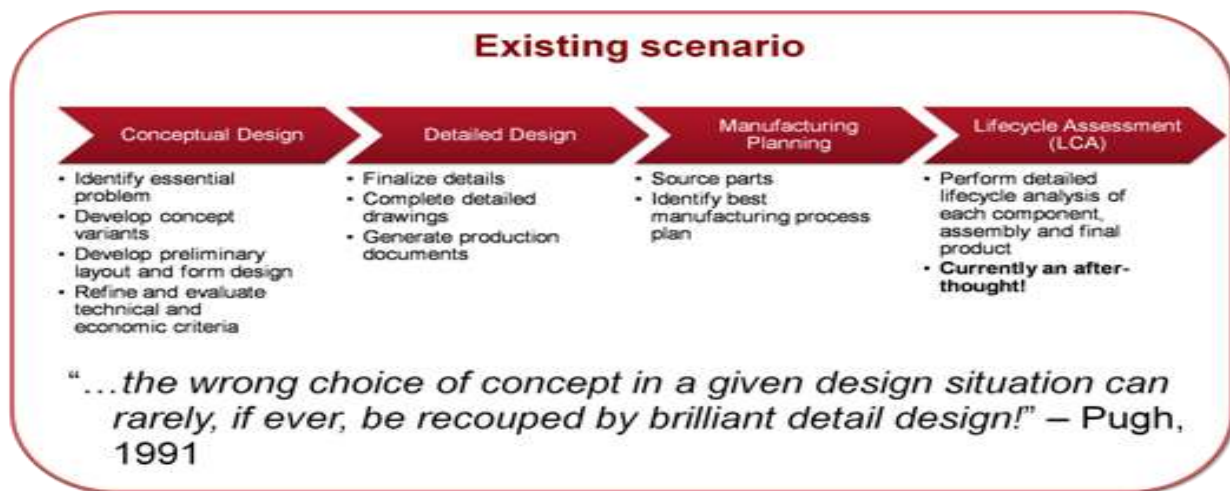 Existing scenario
Conceptual Design
• Identify essential
problem
• Develop concept
variants
• Develop preliminary
layout and form design
• Refine and evaluate
technical and
economic criteria
Detailed Design
• Finalize details
• Complete detailed
drawings
• Generate production
documents
Manufacturing
Planning
• Source parts
• Identify best
manufacturing process
plan
Lifecycle Assessment
(LCA)
• Perform detailed
lifecycle analysis of
each component,
assembly and final
product
• Currently an after-
thought!
“…the wrong choice of concept in a given design situation can
rarely, if ever, be recouped by brilliant detail design!” – Pugh,
1991